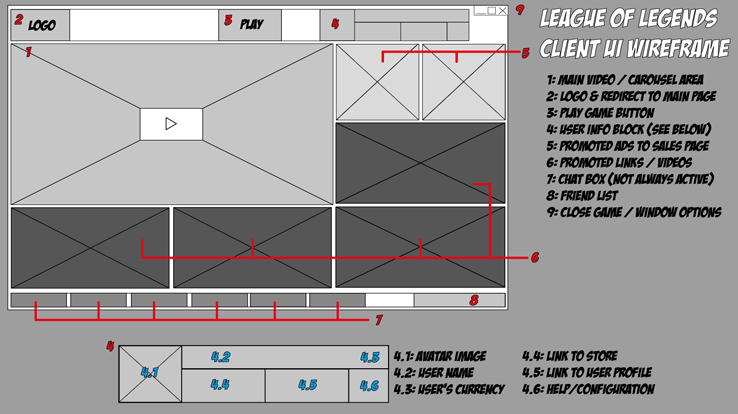 2 LOGO
3 PLAY
4
9
LEAGUE OF LEGENDS
CLIENT UI WIREFRAME
1
5
1: MAIN VIDEO / CAROUSEL AREA
2: LOGO & REDIRECT TO MAIN PAGE
3: PLAY GAME BUTTON
4: USER INFO BLOCK (SEE BELOW)
5: PROMOTED ADS TO SALES PAGE
6: PROMOTED LINKS / VIDEOS
7: CHAT BOX (NOT ALWAYS ACTIVE)
8: FRIEND LIST
9: CLOSE GAME / WINDOW OPTIONS
6
8
7
4
4.1
4.2
4.3
4.4
4.5
4.6
4.1: AVATAR IMAGE
4.2: USER NAME
4.3: USER'S CURRENCY
4.4: LINK TO STORE
4.5: LINK TO USER PROFILE
4.6: HELP/CONFIGURATION